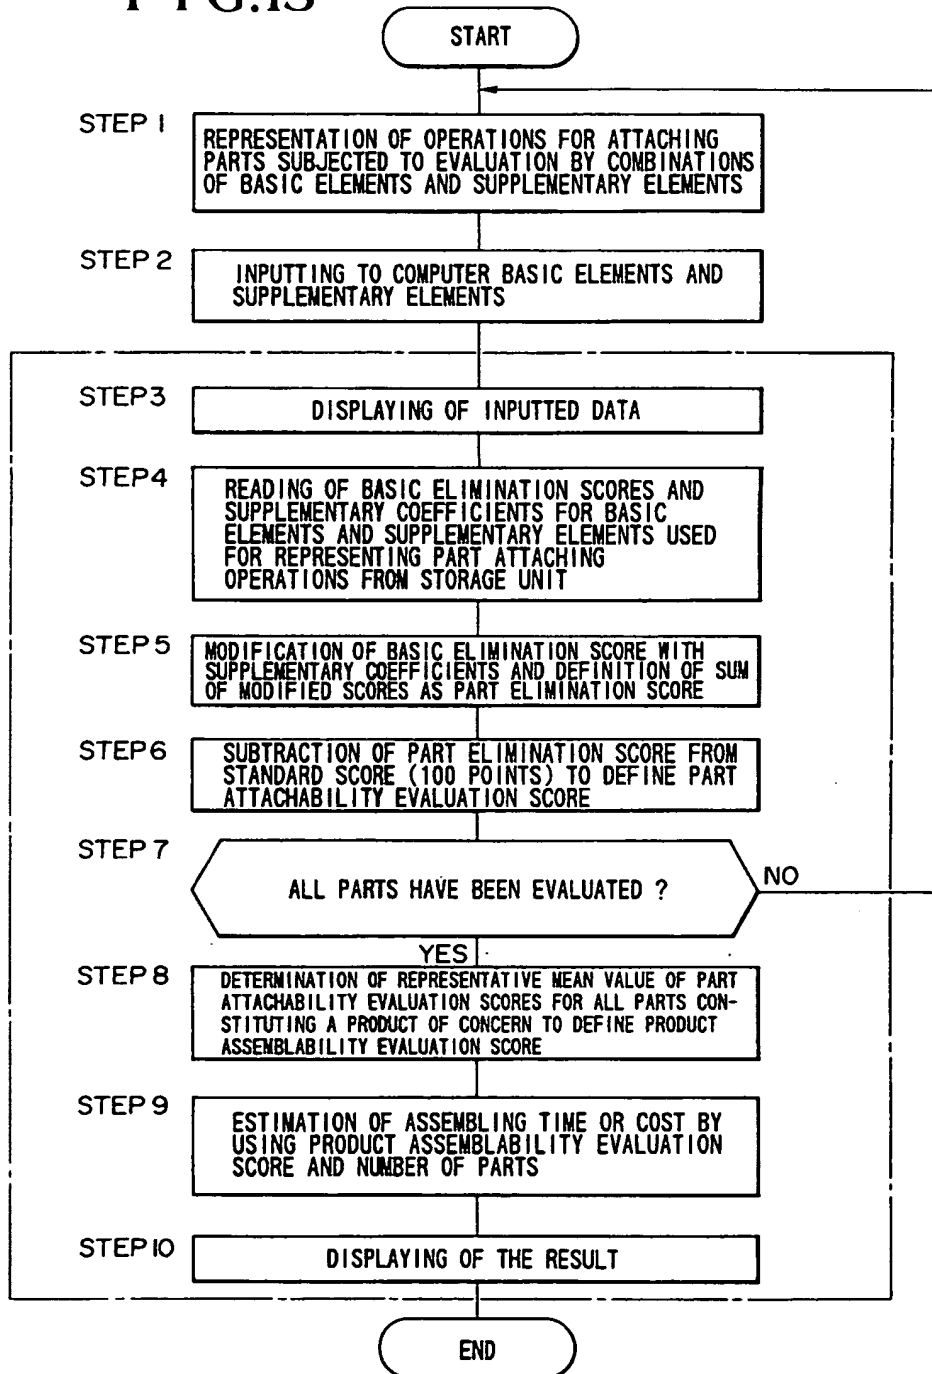 FIG.13
START
STEP 1
REPRESENTATION OF OPERATIONS FOR ATTACHING
PARTS SUBJECTED TO EVALUATION BY COMBINATIONS
OF BASIC ELEMENTS AND SUPPLEMENTARY ELEMENTS
STEP 2
INPUTTING TO COMPUTER BASIC ELEMENTS AND
SUPPLEMENTARY ELEMENTS
STEP3
DISPLAYING OF INPUTTED DATA
STEP4
READING OF BASIC ELIMINATION SCORES AND
SUPPLEMENTARY COEFFICIENTS FOR BASIC
ELEMENTS AND SUPPLEMENTARY ELEMENTS USED
FOR REPRESENTING PART ATTACHING
OPERATIONS FROM STORAGE UNIT
STEP 5
MODIFICATION OF BASIC ELIMINATION SCORE WITH
SUPPLEMENTARY COEFFICIENTS AND DEFINITION OF SUM
OF MODIFIED SCORES AS PART ELIMINATION SCORE
STEP6
SUBTRACTION OF PART ELIMINATION SCORE FROM
STANDARD SCORE (100 POINTS) TO DEFINE PART
ATTACHABILITY EVALUATION SCORE
STEP 7
ALL PARTS HAVE BEEN EVALUATED ?
NO
YES
STEP 8
DETERMINATION OF REPRESENTATIVE MEAN VALUE OF PART
ATTACHABILITY EVALUATION SCORES FOR ALL PARTS CON-
STITUTING A PRODUCT OF CONCERN TO DEFINE PRODUCT
ASSEMBLABILITY EVALUATION SCORE
STEP 9
ESTIMATION OF ASSEMBLING TIME OR COST BY
USING PRODUCT ASSEMBLABILITY EVALUATION
SCORE AND NUMBER OF PARTS
STEP 10
DISPLAYING OF THE RESULT
END